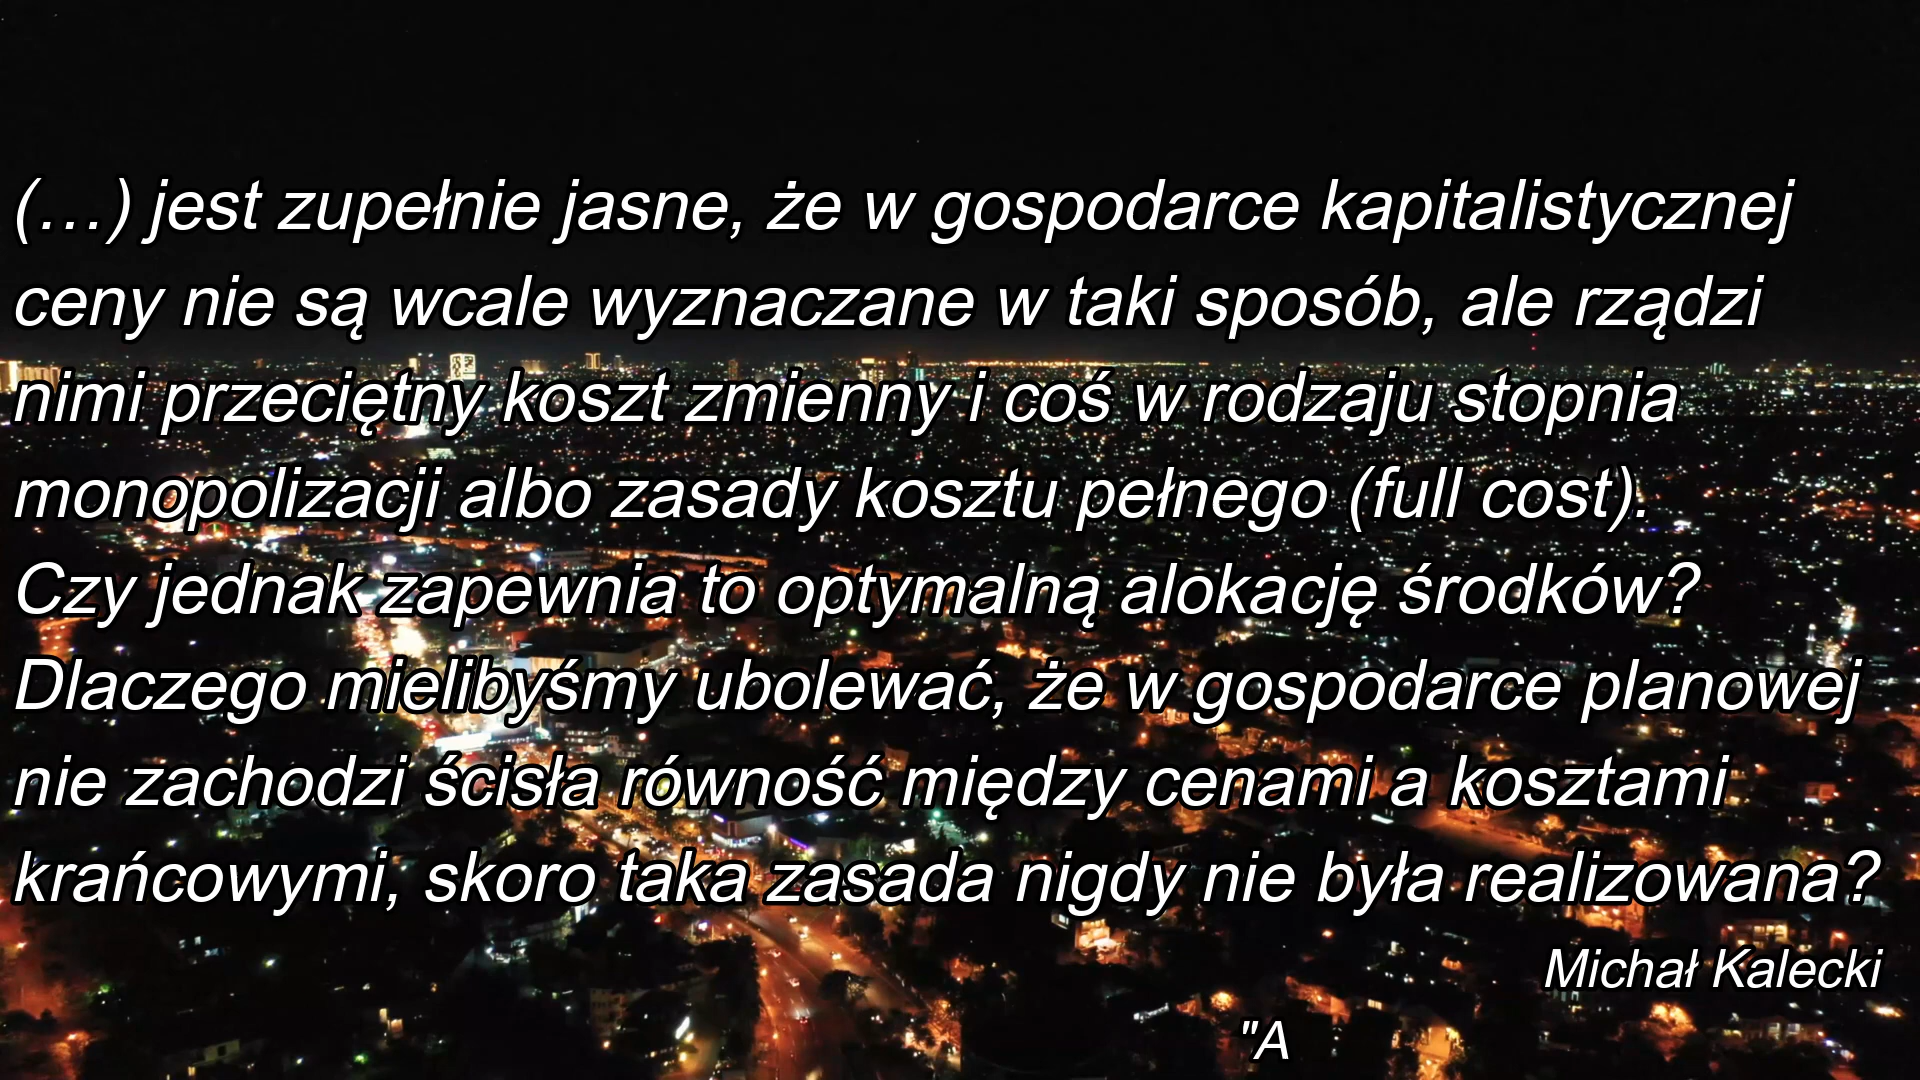 (…) jest zupełnie jasne, że w gospodarce kapitalistycznej
ceny nie są wcale wyznaczane w taki sposób, ale rządzi
nimi przeciętny koszt zmienny i coś w rodzaju stopnia
monopolizacji albo zasady kosztu pełnego (full cost).
Czy jednak zapewnia to optymalną alokację środków?
Dlaczego mielibyśmy ubolewać, że w gospodarce planowej
nie zachodzi ścisła równość między cenami a kosztami
krańcowymi, skoro taka zasada nigdy nie była realizowana?
Michał Kalecki
"A